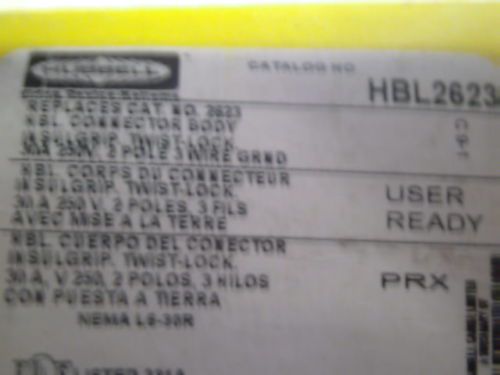 HUBBELL
CATALOG NO
HBL2623
REPLACES CAT. NO. 2623
HBL CONNECTOR BODY
INSULGRIP, TWIST-LOCK
30A 250V, 2 POLE 3 WIRE GRND
HBL CORPS DU CONNECTEUR
INSULGRIP, TWIST-LOCK
30 A 250 V, 2 POLES, 3 FILS
AVEC MISE A LA TERRE
USER
READY
HBL CUERPO DEL CONECTOR
INSULGRIP, TWIST-LOCK
30 A, V 250, 2 POLOS, 3 HILOS
CON PUESTA A TIERRA
PRX
NEMA L6-30R
LISTED